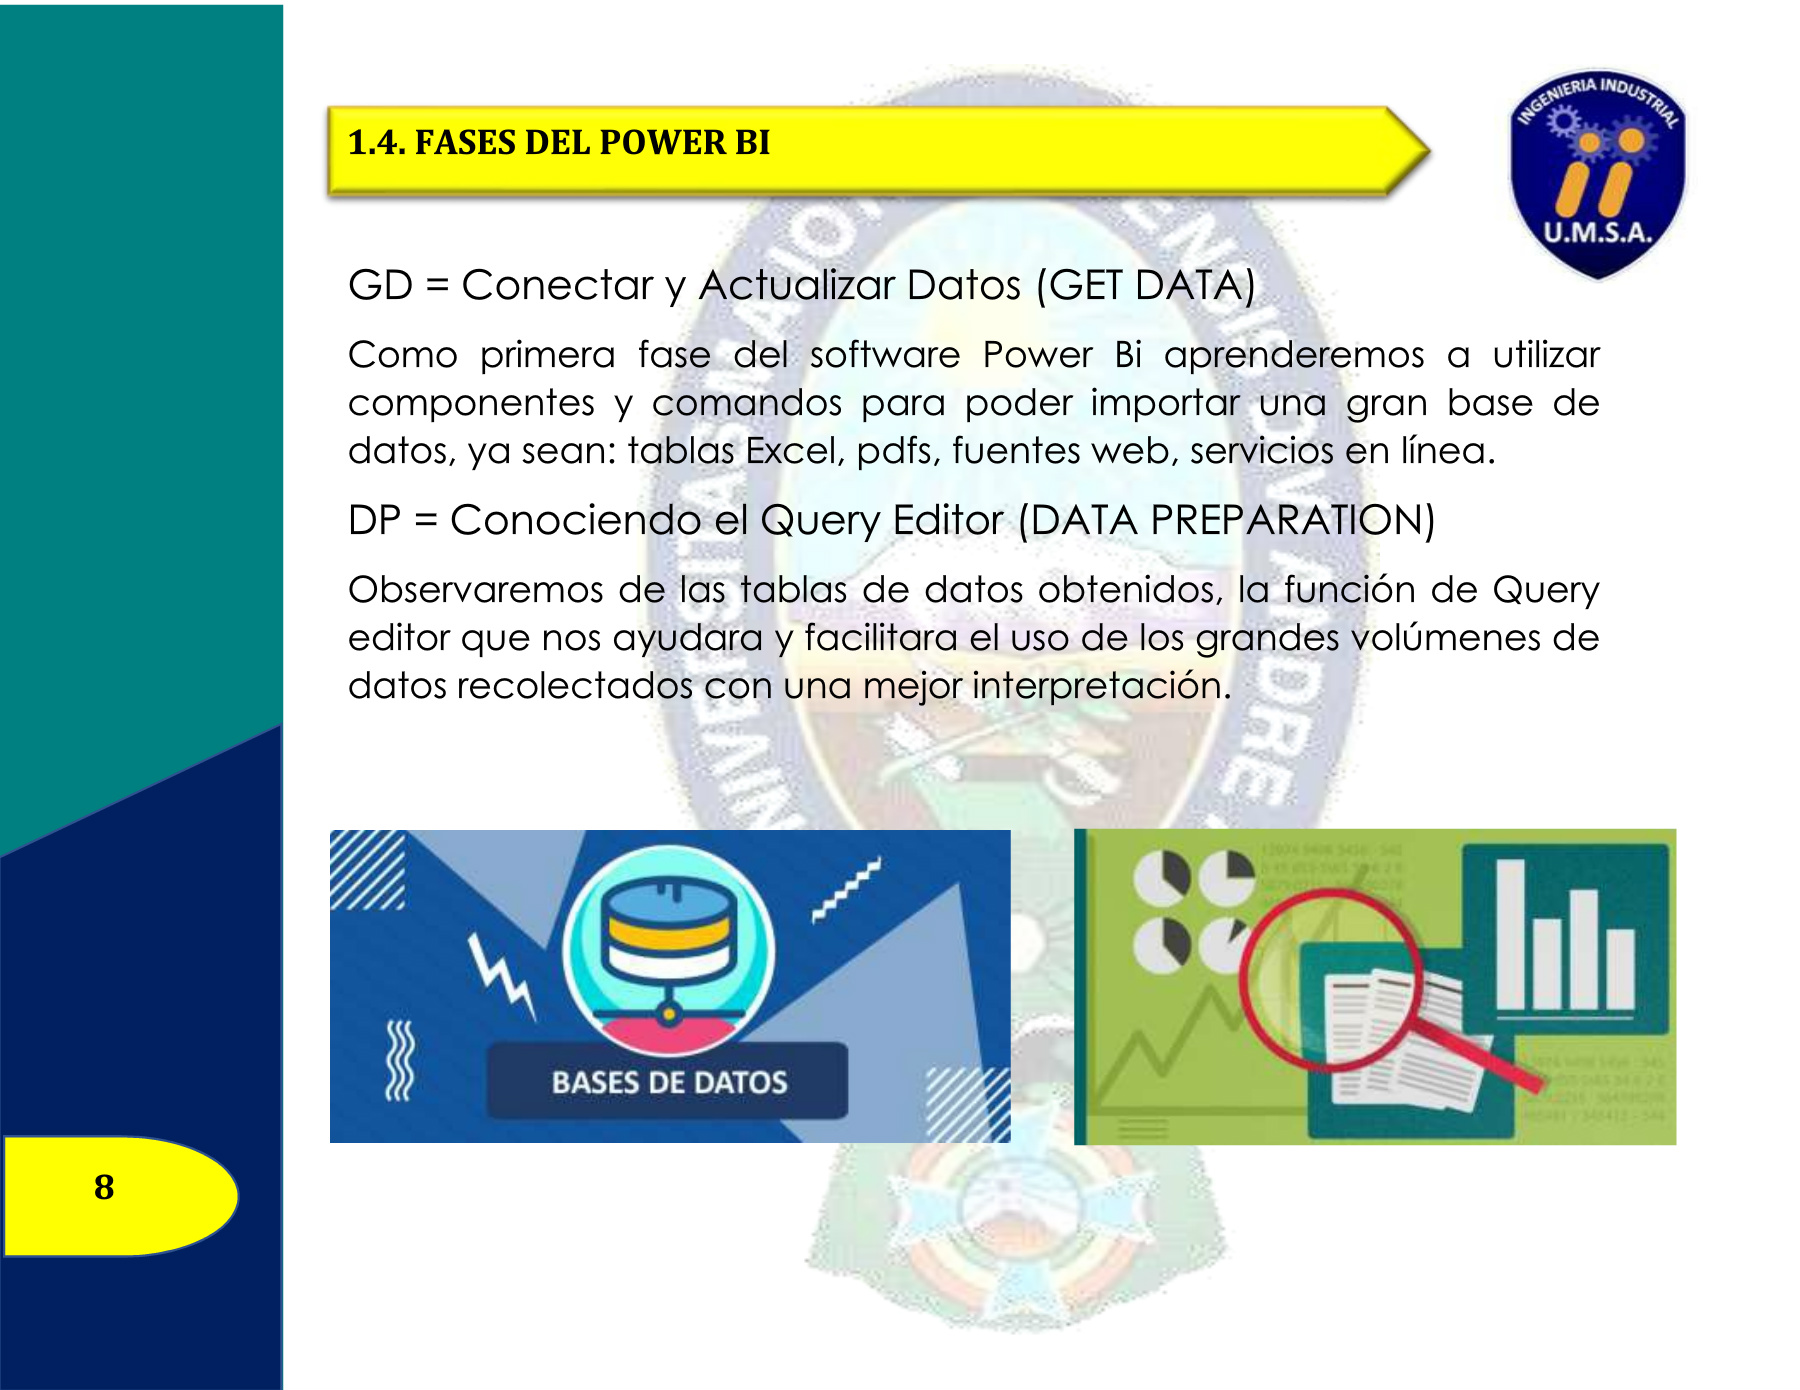 1.4. FASES DEL POWER BI
INGENIERIA INDUSTRIAL
U.M.S.A.
GD = Conectar y Actualizar Datos (GET DATA)
Como primera fase del software Power Bi aprenderemos a utilizar
componentes y comandos para poder importar una gran base de
datos, ya sean: tablas Excel, pdfs, fuentes web, servicios en línea.
DP = Conociendo el Query Editor (DATA PREPARATION)
Observaremos de las tablas de datos obtenidos, la función de Query
editor que nos ayudara y facilitara el uso de los grandes volúmenes de
datos recolectados con una mejor interpretación.
BASES DE DATOS
8